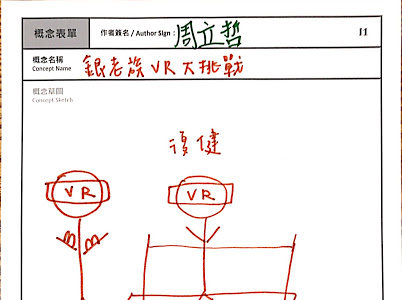 概念表單
作者簽名 / Author Sign : 周立哲
I1
概念名稱
Concept Name
銀老族 VR 大挑戰
概念草圖
Concept Sketch
復健
VR
VR